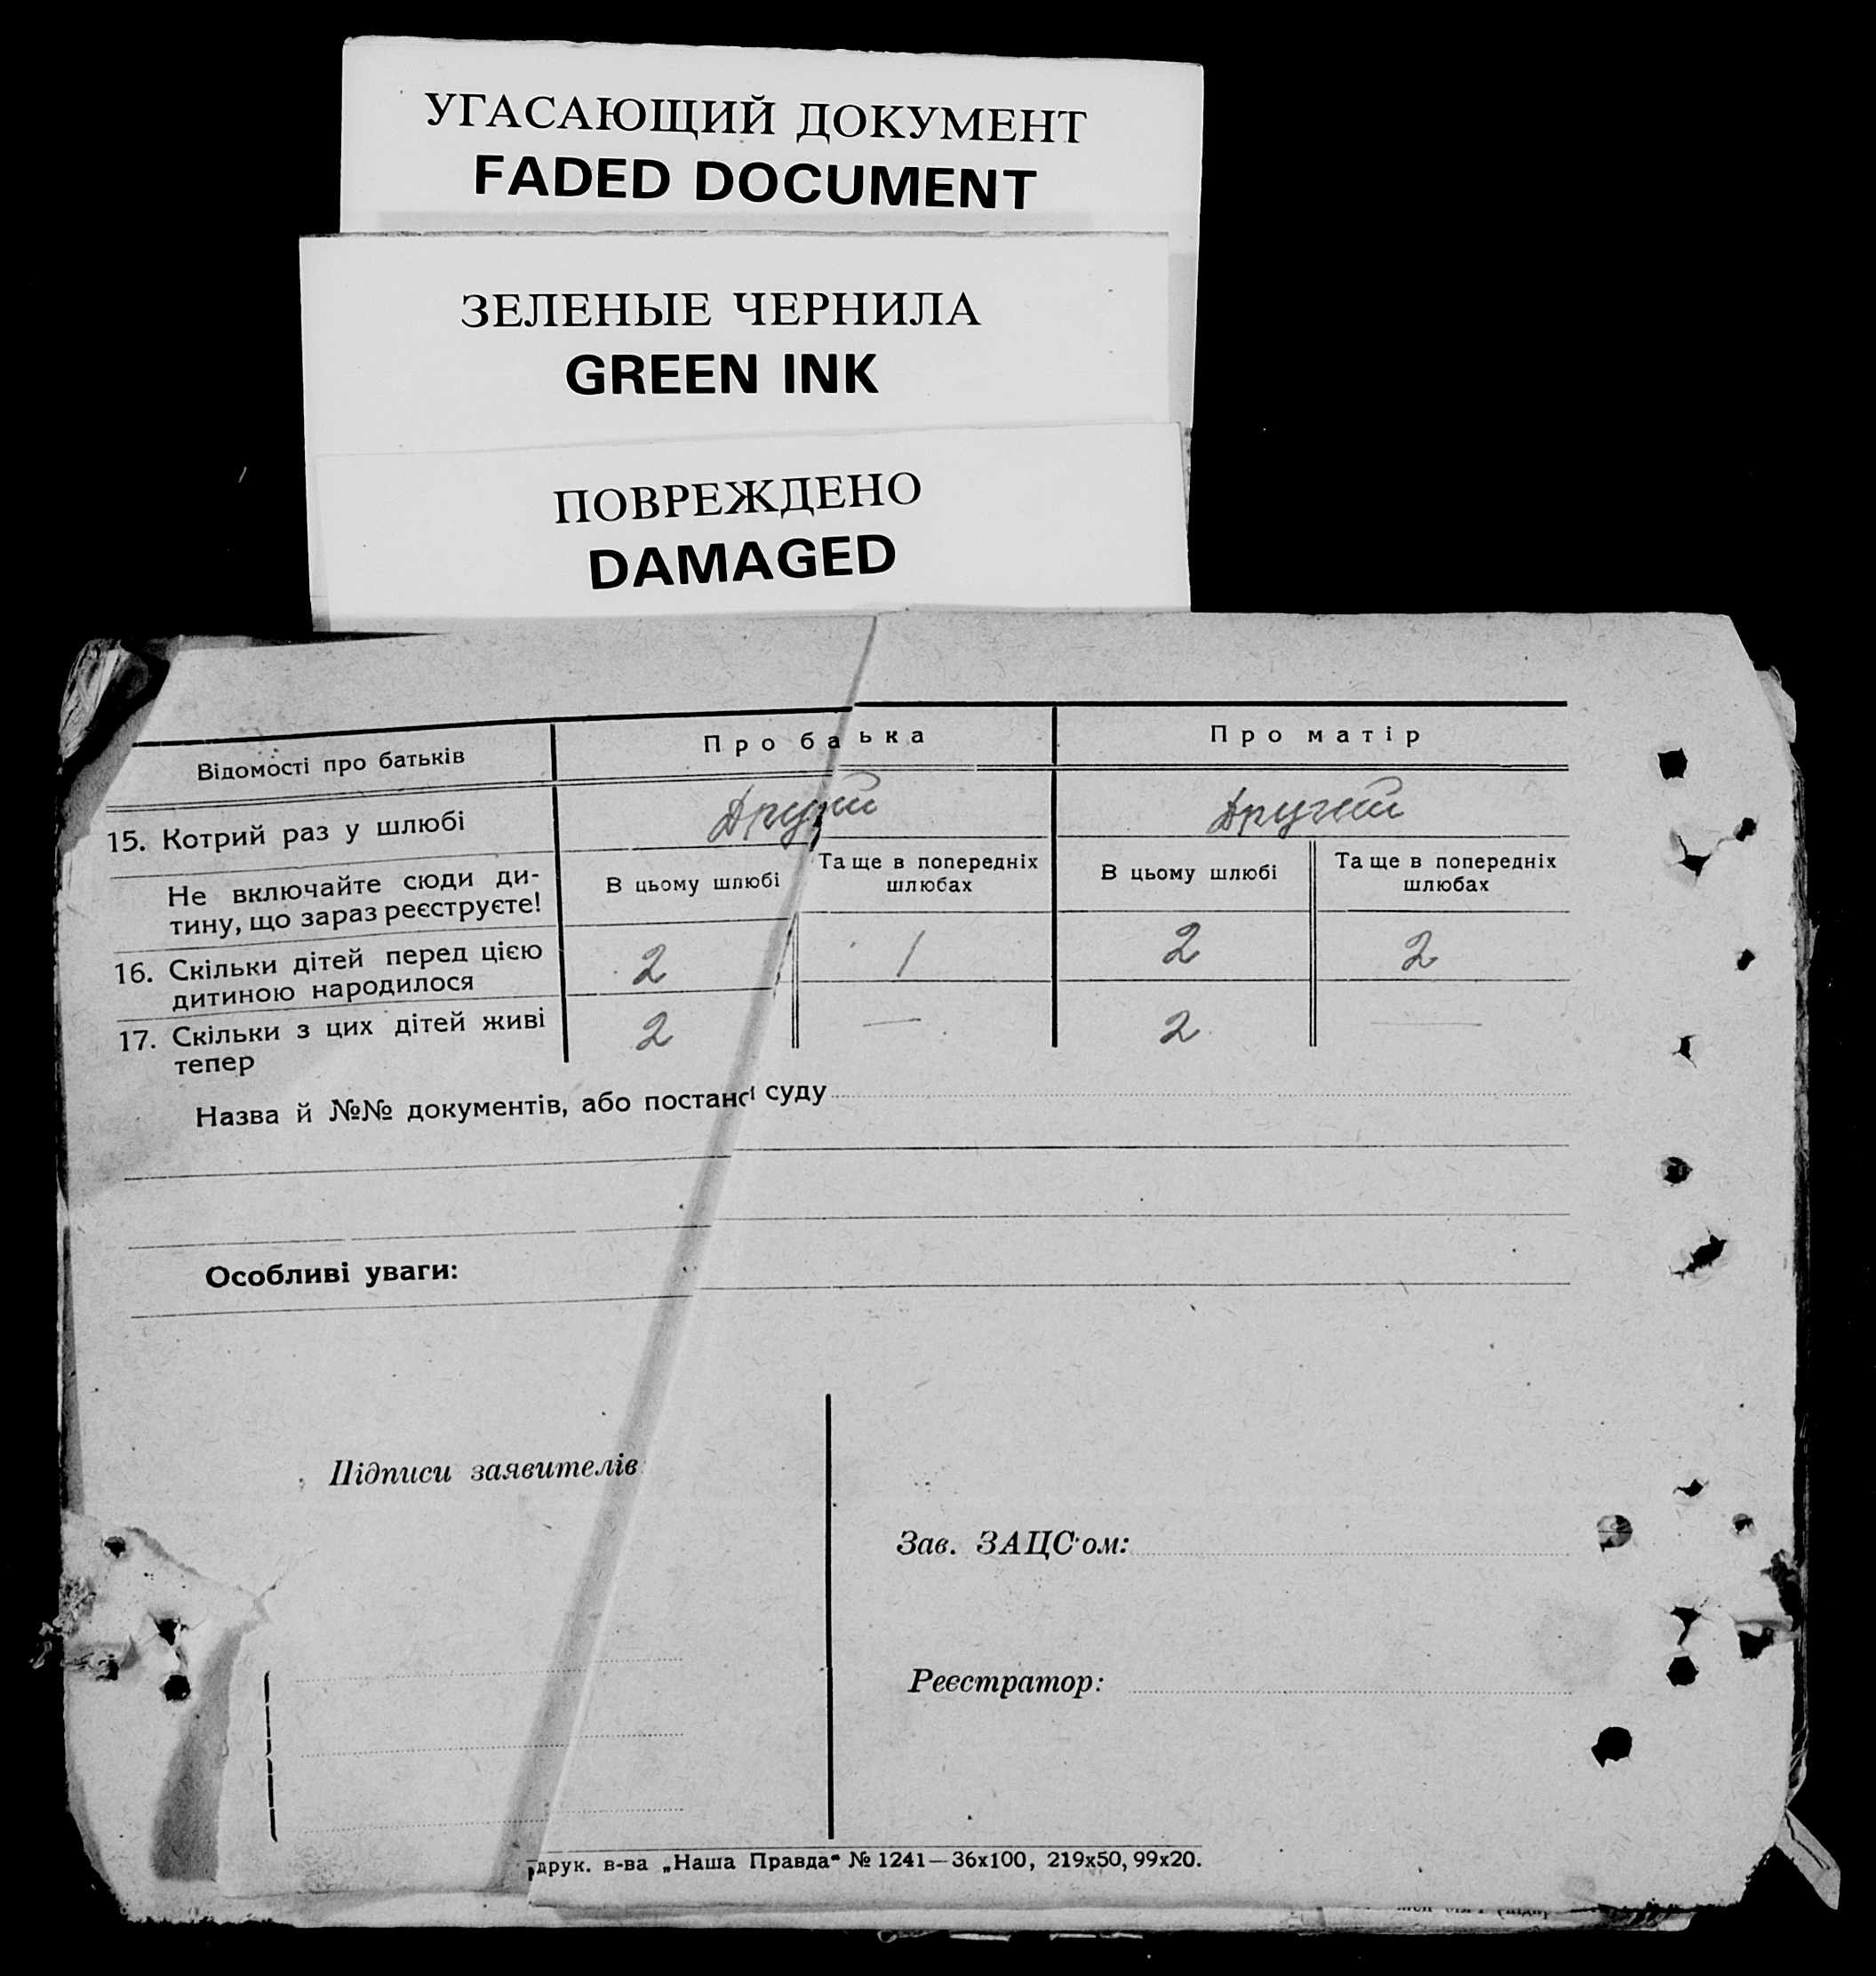 УГАСАЮЩИЙ ДОКУМЕНТ
FADED DOCUMENT
ЗЕЛЕНЫЕ ЧЕРНИЛА
GREEN INK
ПОВРЕЖДЕНО
DAMAGED
Відомості про батьків
Про батька
Про матір
15. Котрий раз у шлюбі
Другий
Другий
Не включайте сюди ди-
тину, що зараз реєструєте!
В цьому шлюбі
Та ще в попередніх
шлюбах
В цьому шлюбі
Та ще в попередніх
шлюбах
16. Скільки дітей перед цією
дитиною народилося
2
1
2
2
17. Скільки з цих дітей живі
тепер
2
—
2
—
Назва й №№ документів, або суду
Особливі уваги:
Підписи заявителів
Зав. ЗАЦС'ом:
Реєстратор:
друк. в-ва „Наша Правда“ № 1241—36х100, 219х50, 99х20.